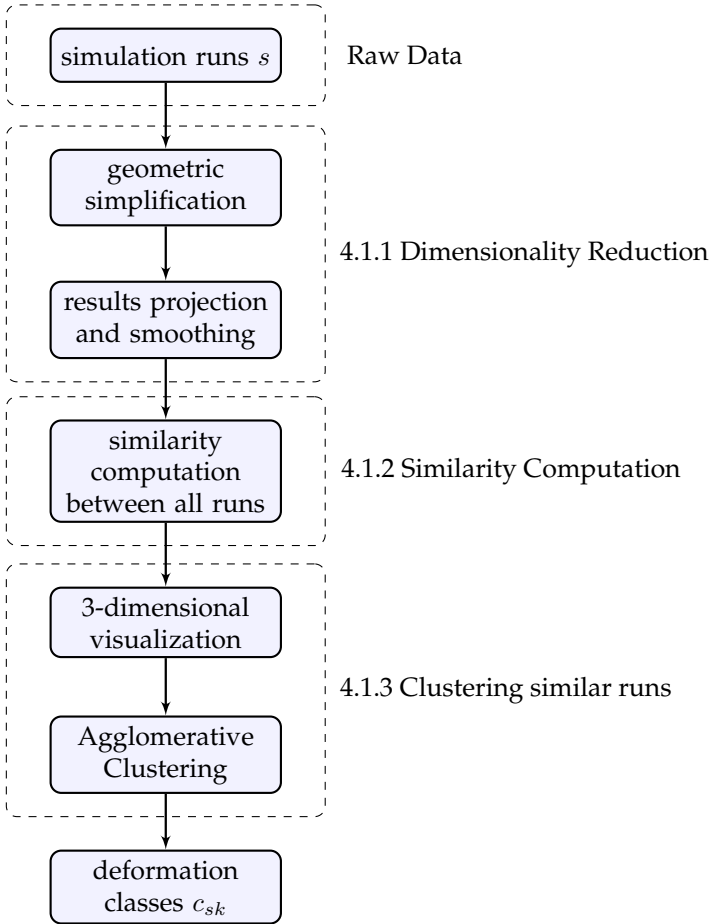 simulation runs s
Raw Data
geometric
simplification
4.1.1 Dimensionality Reduction
results projection
and smoothing
similarity
computation
between all runs
4.1.2 Similarity Computation
3-dimensional
visualization
4.1.3 Clustering similar runs
Agglomerative
Clustering
deformation
classes c_{sk}